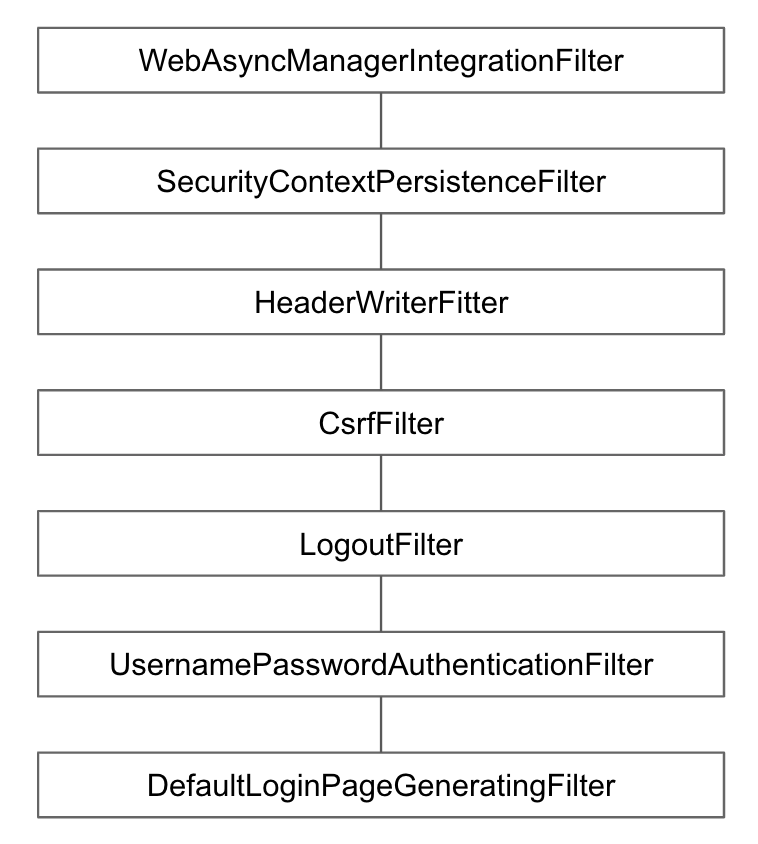 WebAsyncManagerIntegrationFilter
SecurityContextPersistenceFilter
HeaderWriterFitter
CsrfFilter
LogoutFilter
UsernamePasswordAuthenticationFilter
DefaultLoginPageGeneratingFilter